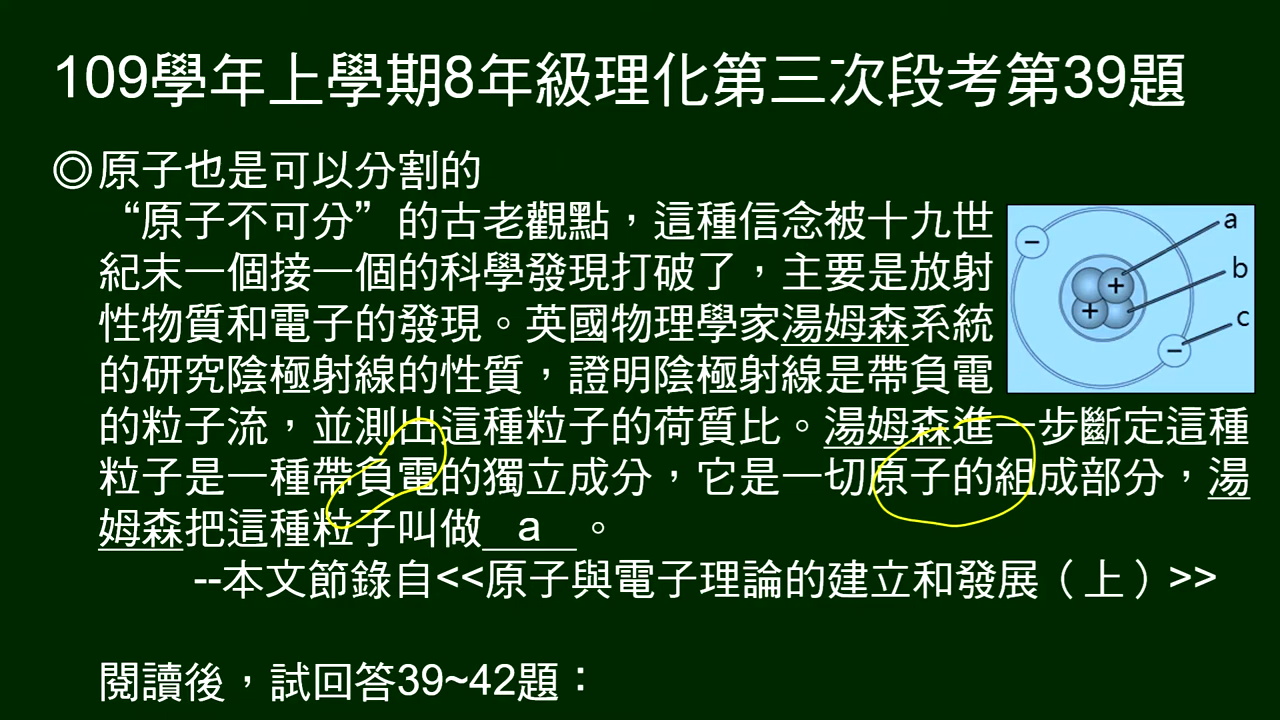 109學年上學期8年級理化第三次段考第39題
◎原子也是可以分割的
“原子不可分”的古老觀點，這種信念被十九世
紀末一個接一個的科學發現打破了，主要是放射
性物質和電子的發現。英國物理學家湯姆森系統
的研究陰極射線的性質，證明陰極射線是帶負電
的粒子流，並測出這種粒子的荷質比。湯姆森進一步斷定這種
粒子是一種帶負電的獨立成分，它是一切原子的組成部分，湯
姆森把這種粒子叫做＿a＿。
--本文節錄自<<原子與電子理論的建立和發展（上）>>
閱讀後，試回答39~42題：
a
b
c
−
+
+
−